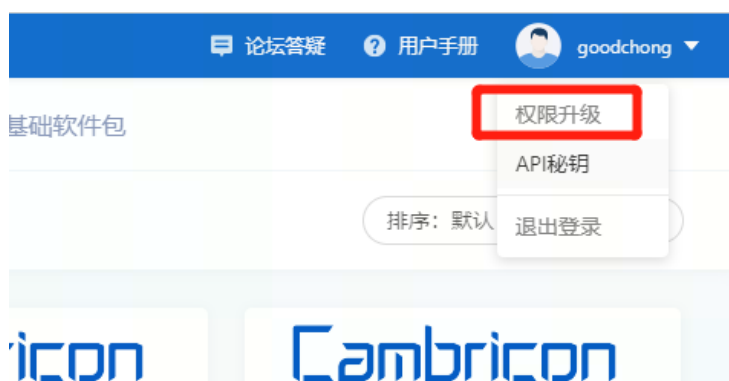 论坛答疑 用户手册 goodchong
权限升级
基础软件包
API秘钥
排序：默认
退出登录
ricon Cambricon